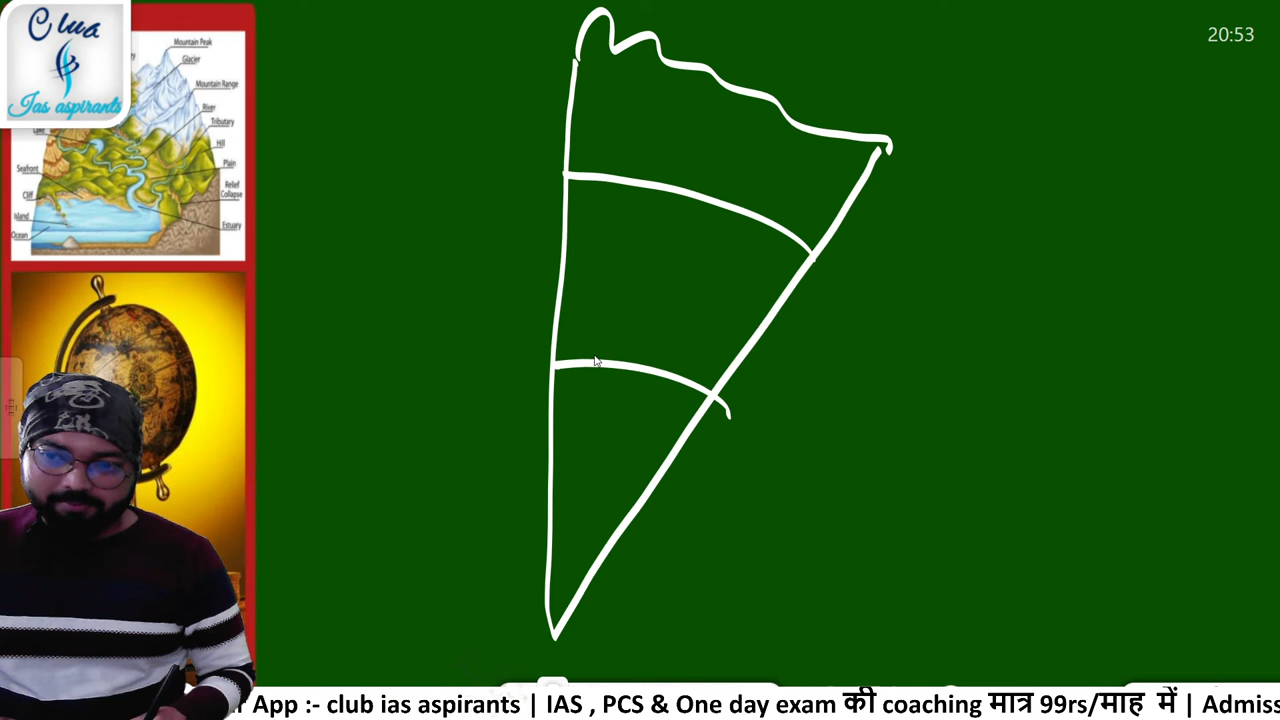 Clua
Ias aspirants
20:53
Mountain Peak
Glacier
Mountain Range
River
Tributary
Hill
Plain
Relief
Collapse
Estuary
Lake
Seafront
Cliff
Island
Ocean
App :- club ias aspirants | IAS , PCS & One day exam की coaching मात्र 99rs/माह में | Admiss